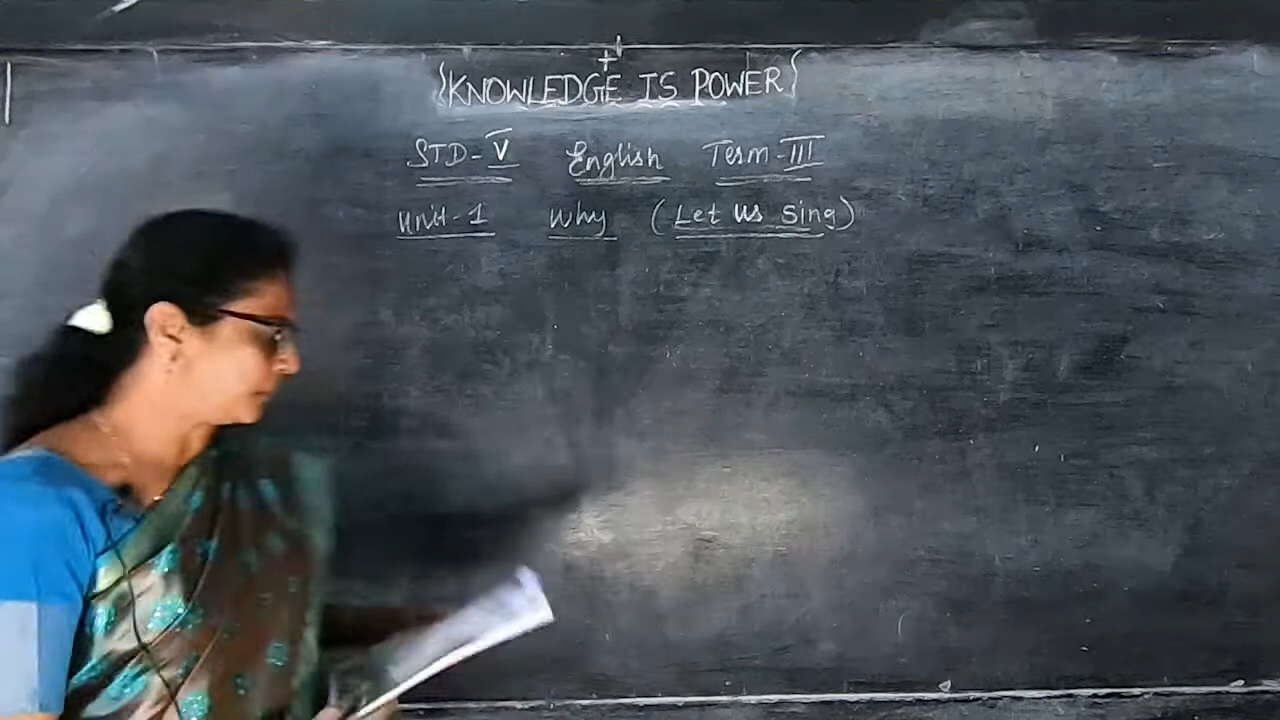 {KNOWLEDGE IS POWER}
STD-V English Term-III
Unit-1 Why (Let us sing)